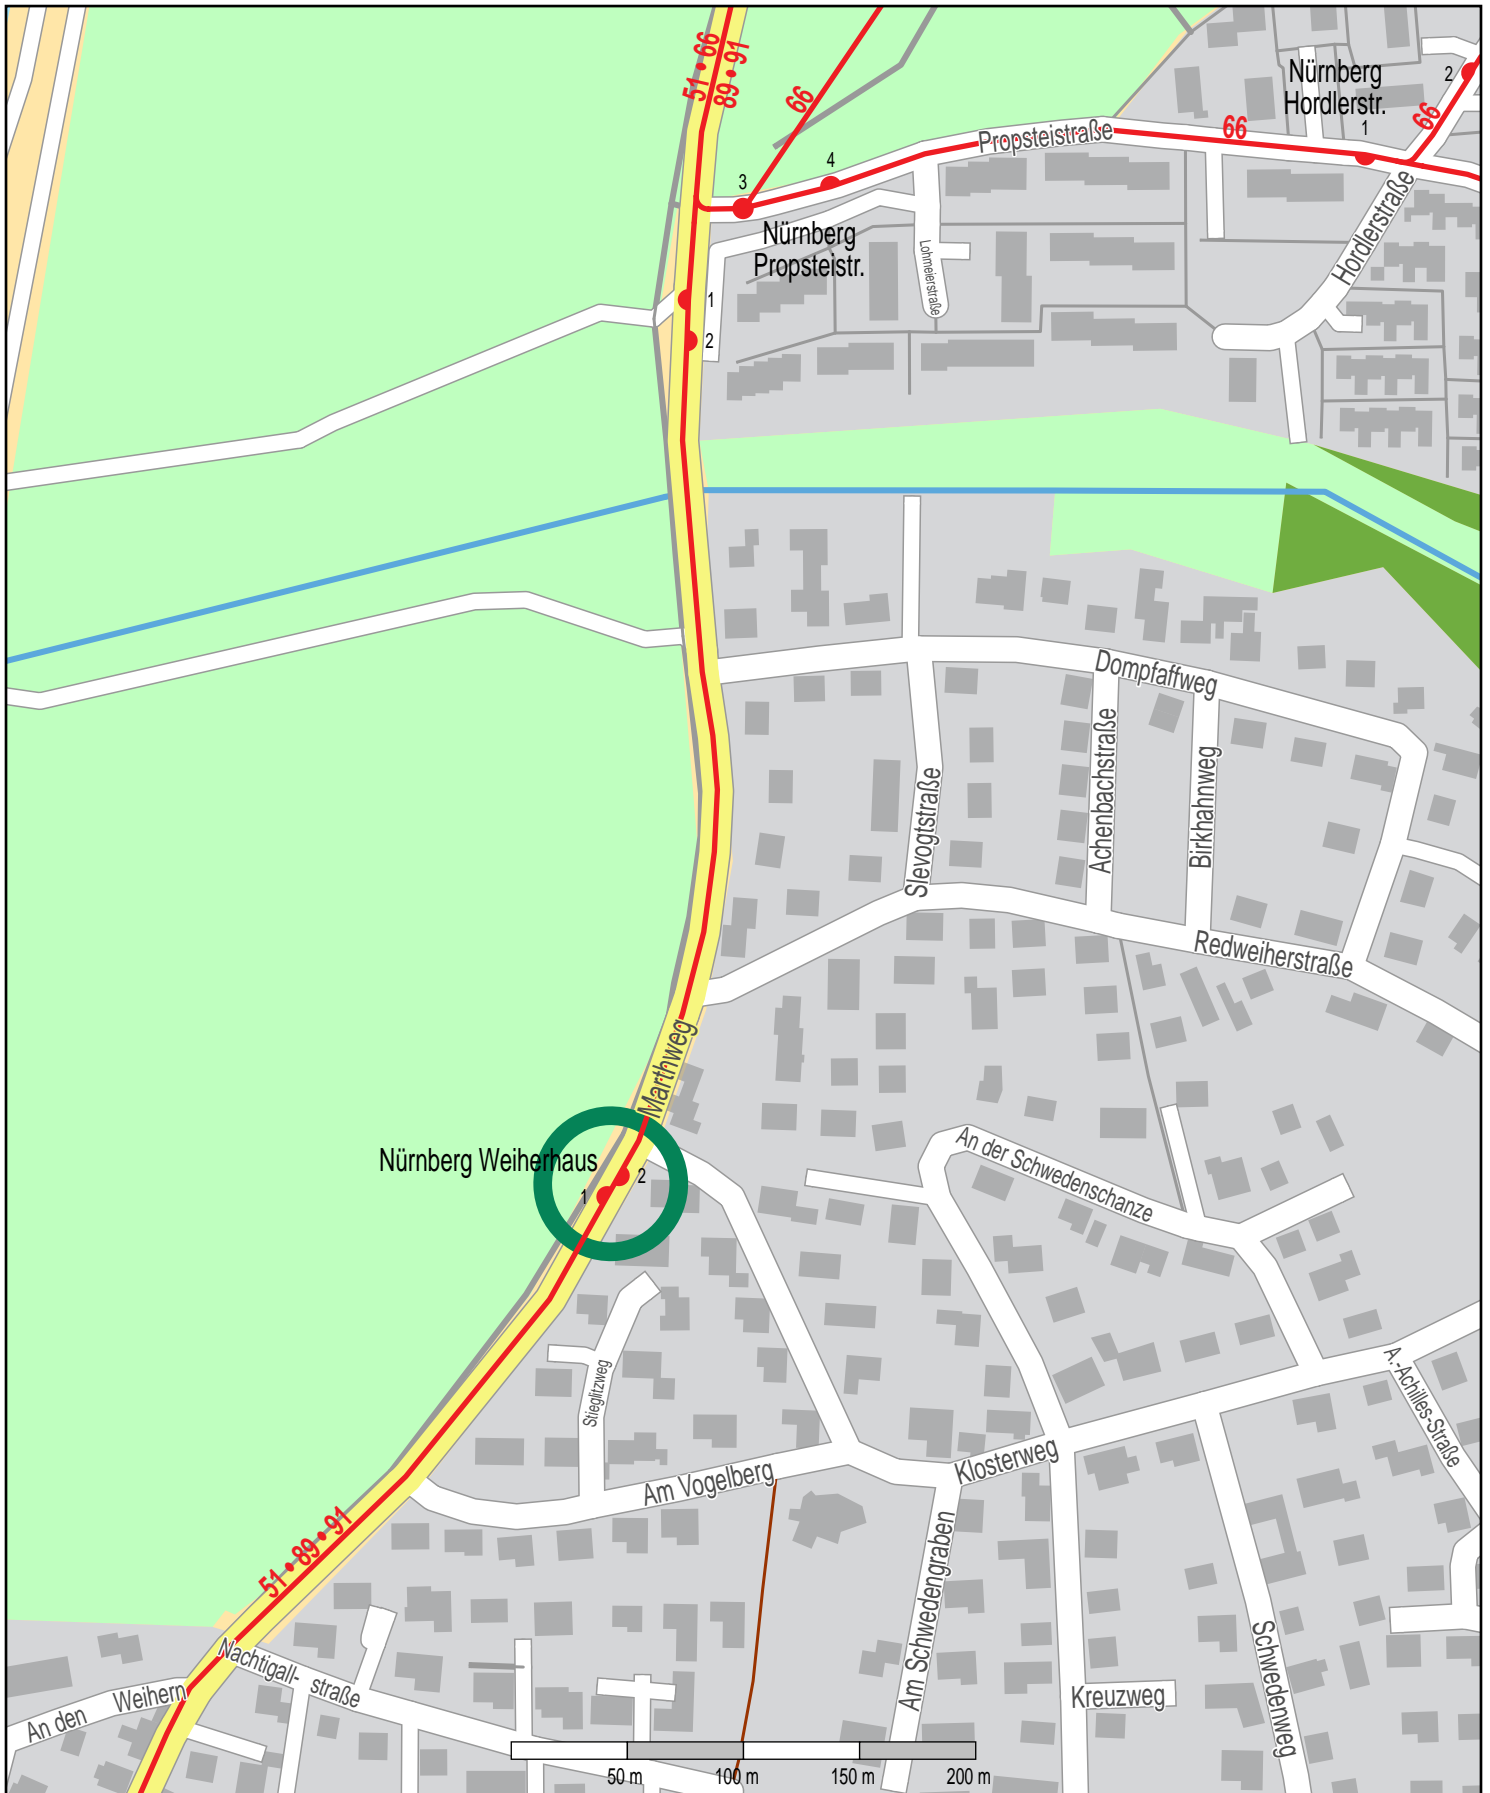 51 • 66
89 • 91
66
Nürnberg
Hordlerstr.
2
1
66
66
Propsteistraße
4
3
Hordlerstraße
Nürnberg
Propsteistr.
Lohmeierstraße
1
2
Dompfaffweg
Achenbachstraße
Birkhahnweg
Slevogtstraße
Redweiherstraße
Marthweg
Nürnberg Weiherhaus
2
1
An der Schwedenschanze
Stieglitzweg
A.-Achilles-Straße
Am Vogelberg
Klosterweg
51 • 89 • 91
Am Schwedengraben
Schwedenweg
Nachtigall- straße
An den Weihern
Kreuzweg
50 m
100 m
150 m
200 m